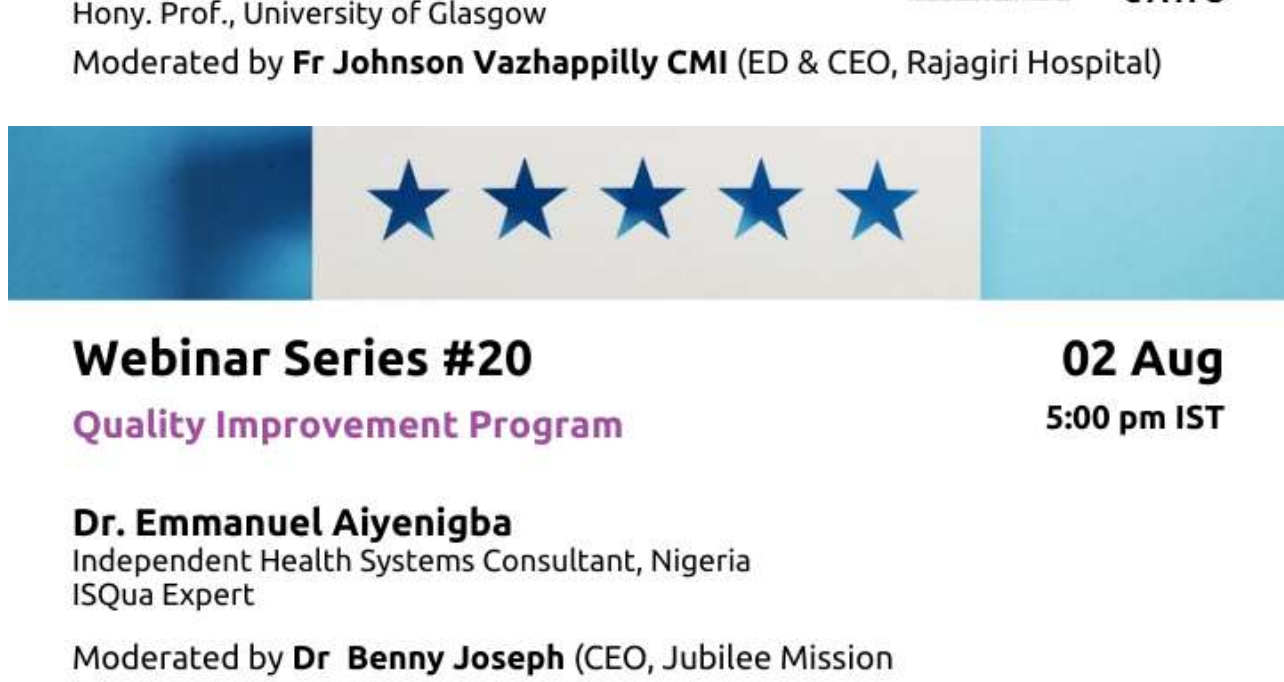 Hony. Prof., University of Glasgow
Moderated by Fr Johnson Vazhappilly CMI (ED & CEO, Rajagiri Hospital)
Webinar Series #20
02 Aug
Quality Improvement Program
5:00 pm IST
Dr. Emmanuel Aiyenigba
Independent Health Systems Consultant, Nigeria
ISQua Expert
Moderated by Dr Benny Joseph (CEO, Jubilee Mission